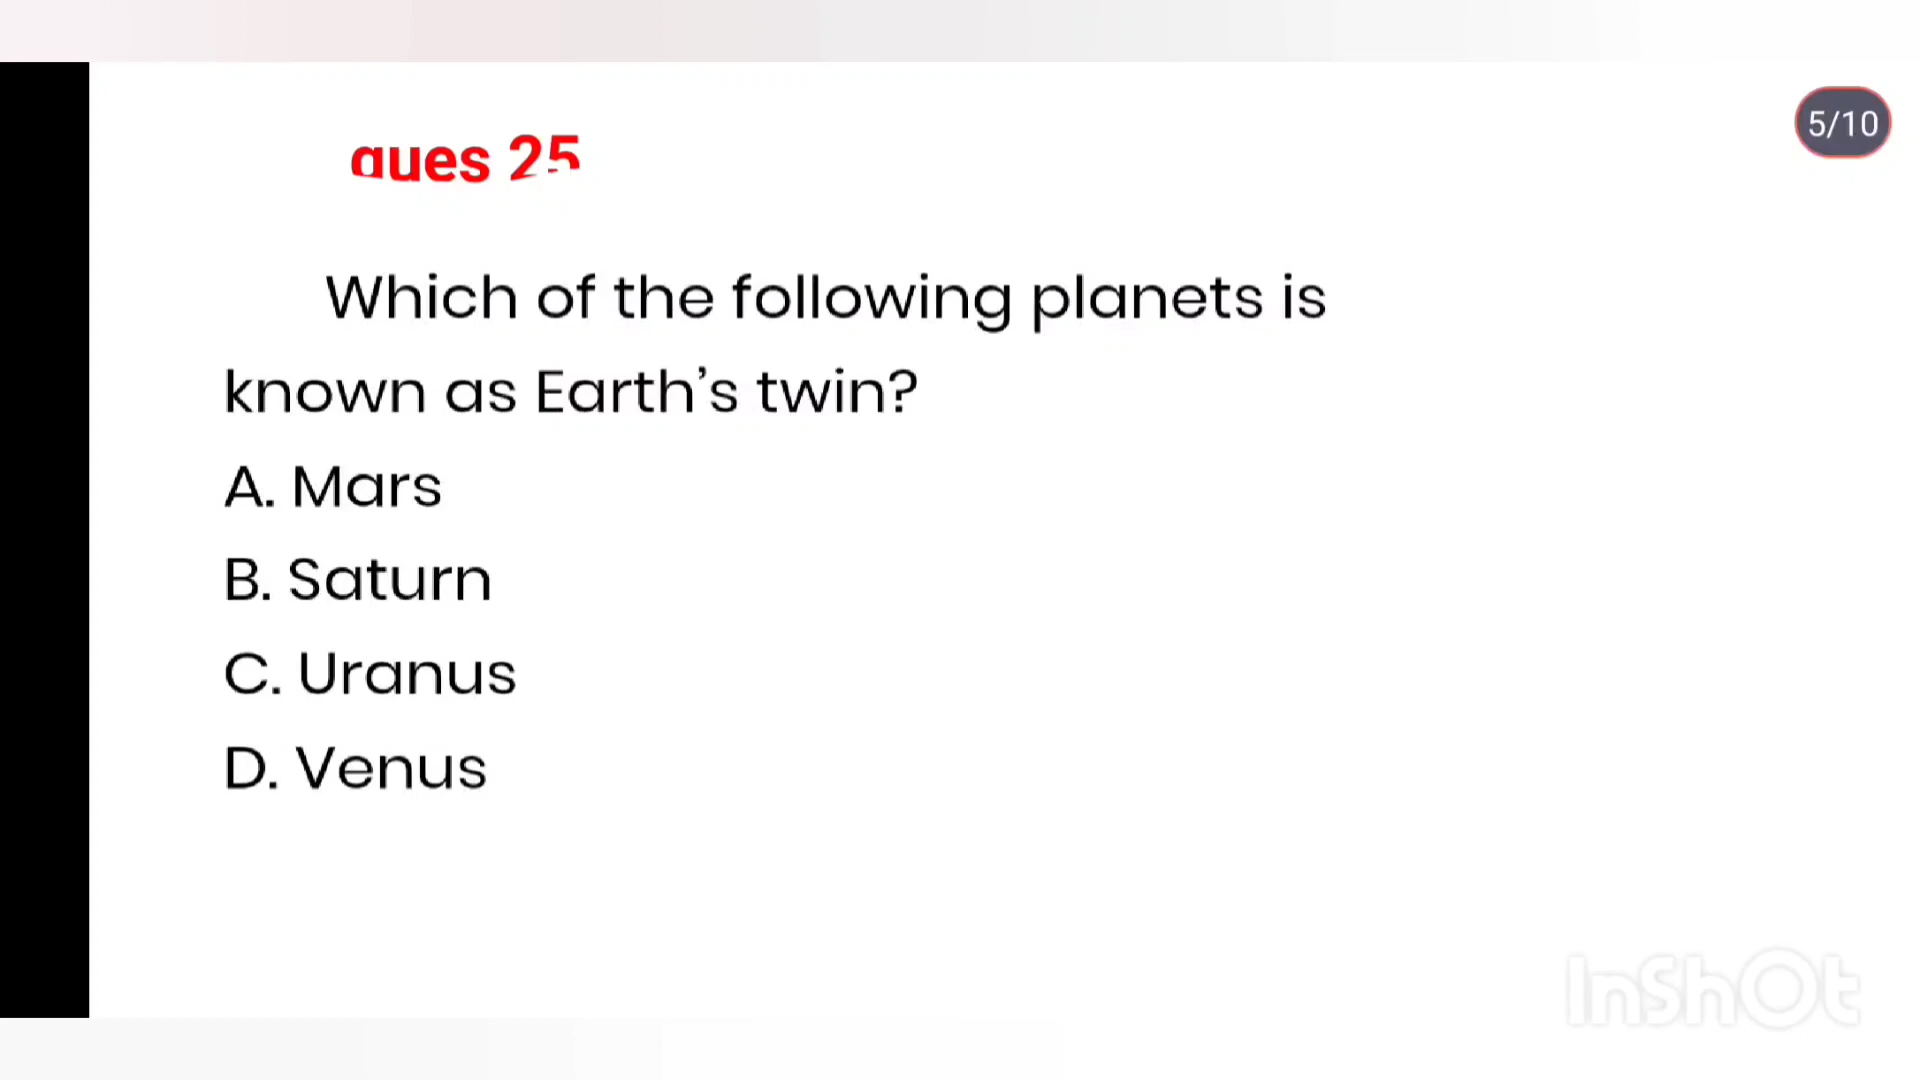 ques 25
5/10
Which of the following planets is
known as Earth’s twin?
A. Mars
B. Saturn
C. Uranus
D. Venus
InShOt